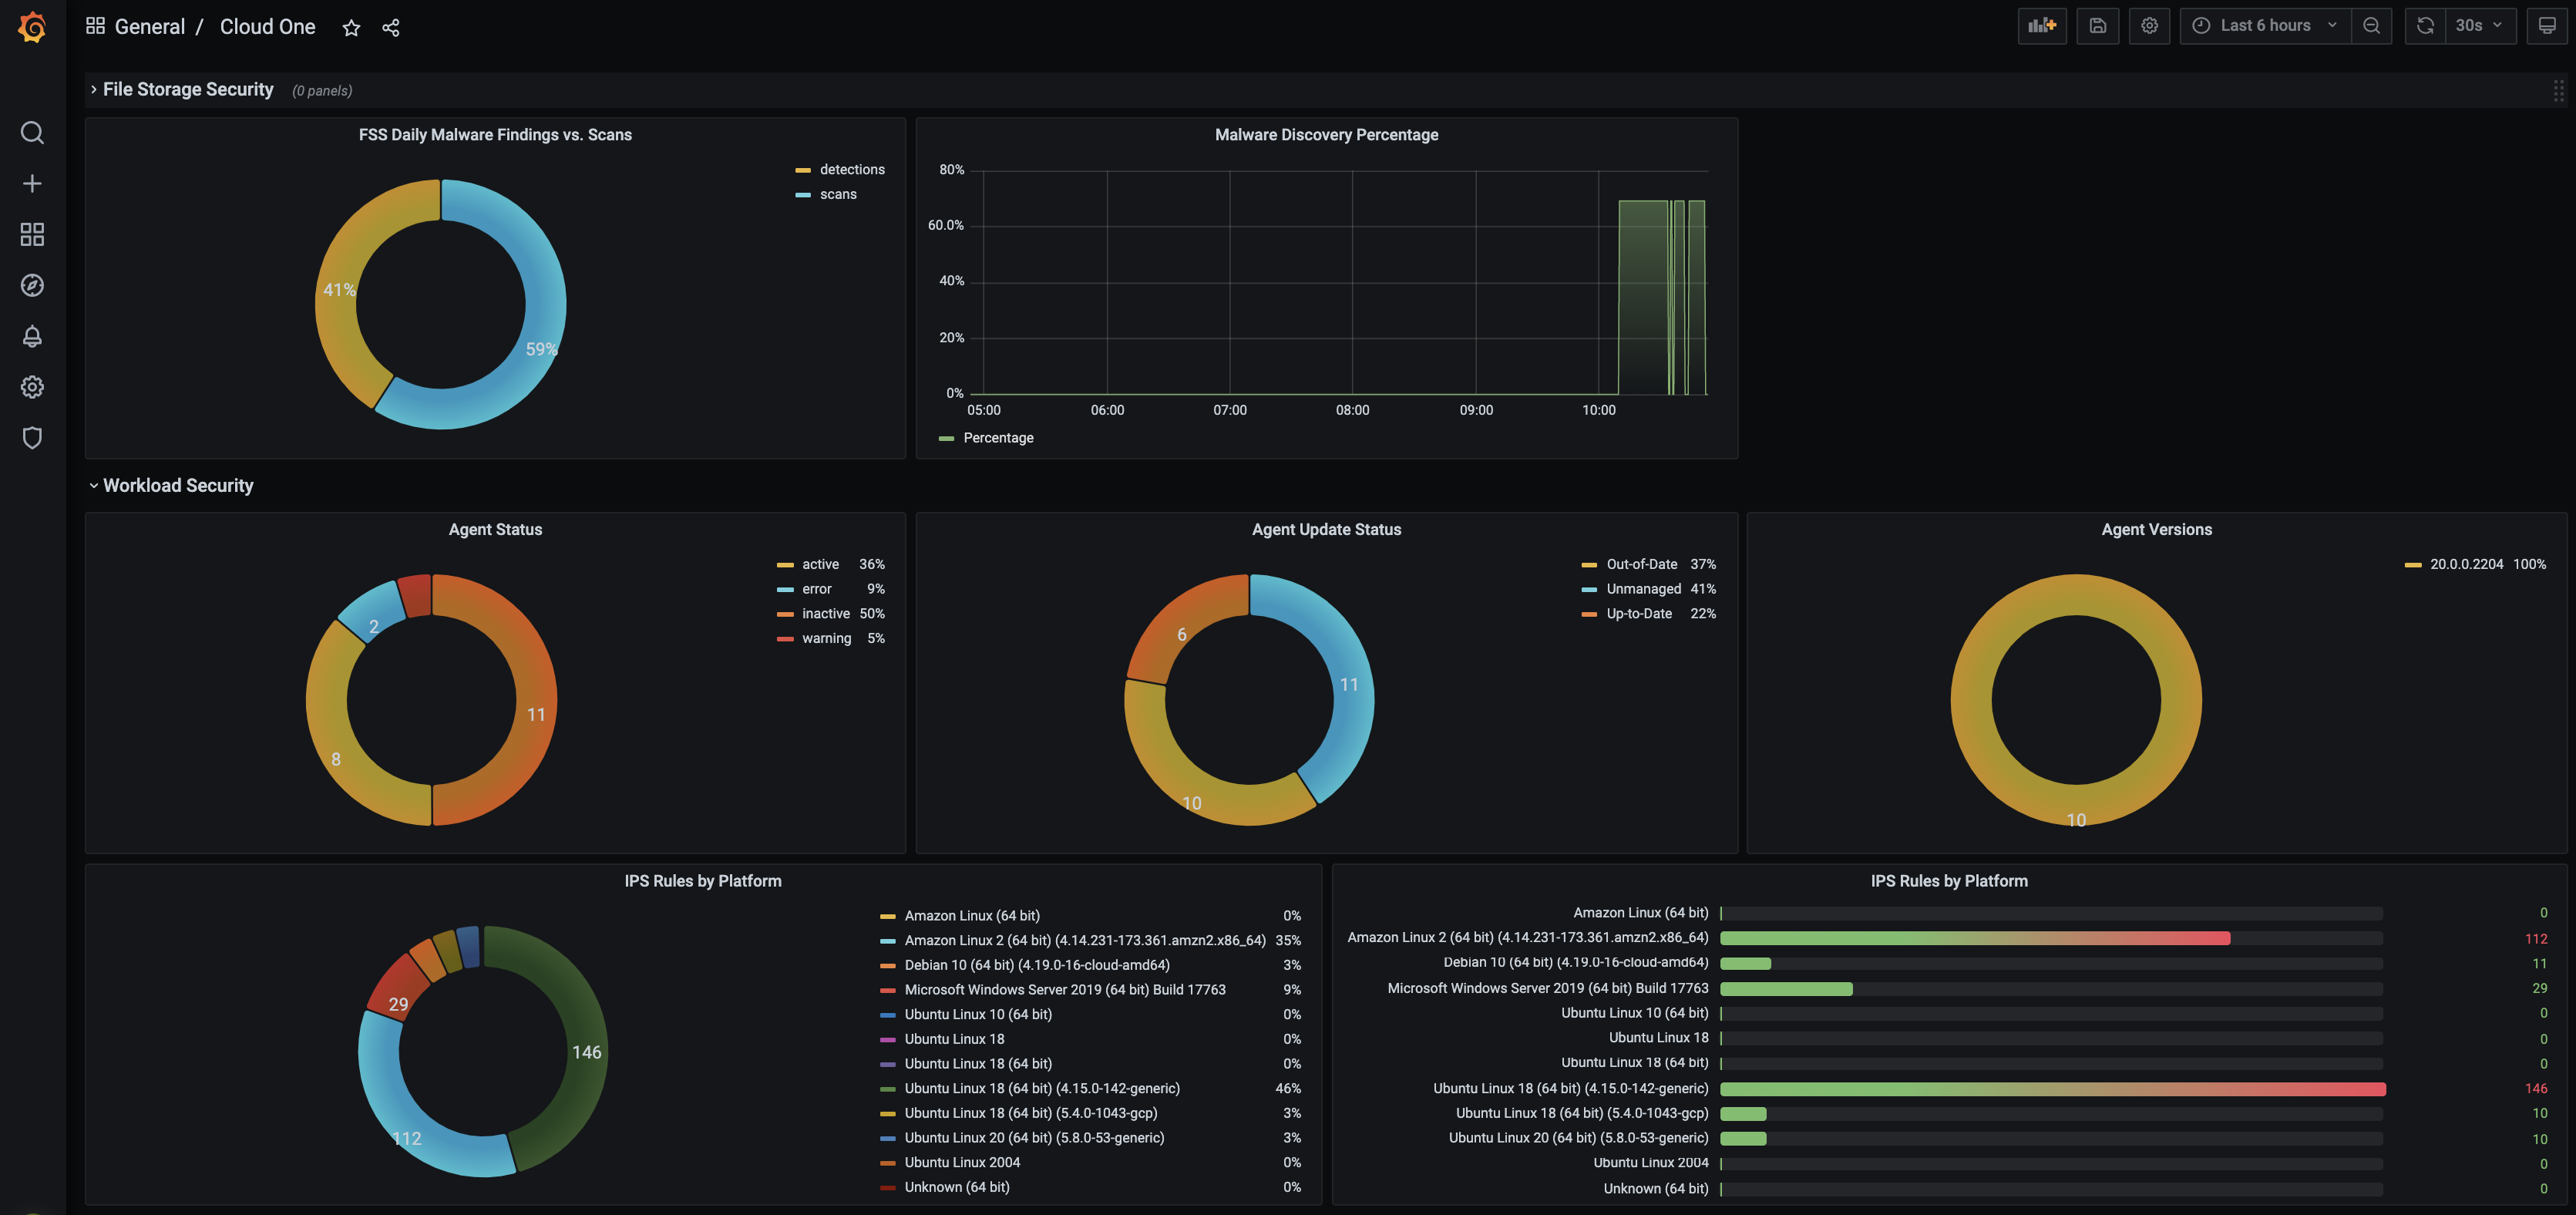 General / Cloud One
Last 6 hours
30s
File Storage Security (0 panels)
FSS Daily Malware Findings vs. Scans
detections
scans
41%
59%
Malware Discovery Percentage
80%
60.0%
40%
20%
0%
05:00 06:00 07:00 08:00 09:00 10:00
Percentage
Workload Security
Agent Status
active 36%
error 9%
inactive 50%
warning 5%
2
11
8
Agent Update Status
Out-of-Date 37%
Unmanaged 41%
Up-to-Date 22%
6
11
10
Agent Versions
20.0.0.2204 100%
10
IPS Rules by Platform
29
146
112
Amazon Linux (64 bit) 0%
Amazon Linux 2 (64 bit) (4.14.231-173.361.amzn2.x86_64) 35%
Debian 10 (64 bit) (4.19.0-16-cloud-amd64) 3%
Microsoft Windows Server 2019 (64 bit) Build 17763 9%
Ubuntu Linux 10 (64 bit) 0%
Ubuntu Linux 18 0%
Ubuntu Linux 18 (64 bit) 0%
Ubuntu Linux 18 (64 bit) (4.15.0-142-generic) 46%
Ubuntu Linux 18 (64 bit) (5.4.0-1043-gcp) 3%
Ubuntu Linux 20 (64 bit) (5.8.0-53-generic) 3%
Ubuntu Linux 2004 0%
Unknown (64 bit) 0%
IPS Rules by Platform
Amazon Linux (64 bit) 0
Amazon Linux 2 (64 bit) (4.14.231-173.361.amzn2.x86_64) 112
Debian 10 (64 bit) (4.19.0-16-cloud-amd64) 11
Microsoft Windows Server 2019 (64 bit) Build 17763 29
Ubuntu Linux 10 (64 bit) 0
Ubuntu Linux 18 0
Ubuntu Linux 18 (64 bit) 0
Ubuntu Linux 18 (64 bit) (4.15.0-142-generic) 146
Ubuntu Linux 18 (64 bit) (5.4.0-1043-gcp) 10
Ubuntu Linux 20 (64 bit) (5.8.0-53-generic) 10
Ubuntu Linux 2004 0
Unknown (64 bit) 0